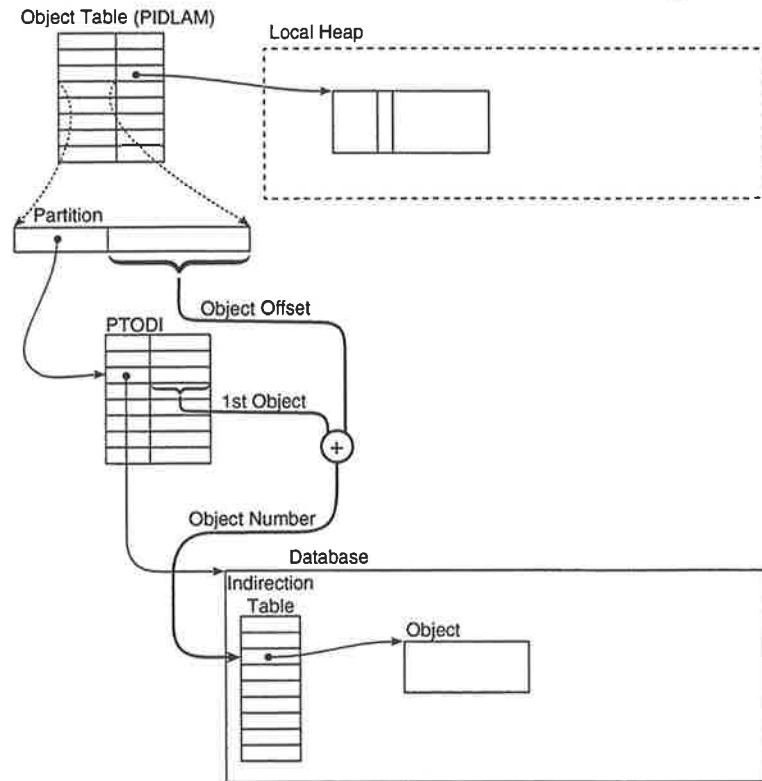 Object Table (PIDLAM)
Local Heap
Partition
Object Offset
PTODI
1st Object
+
Object Number
Database
Indirection
Table
Object